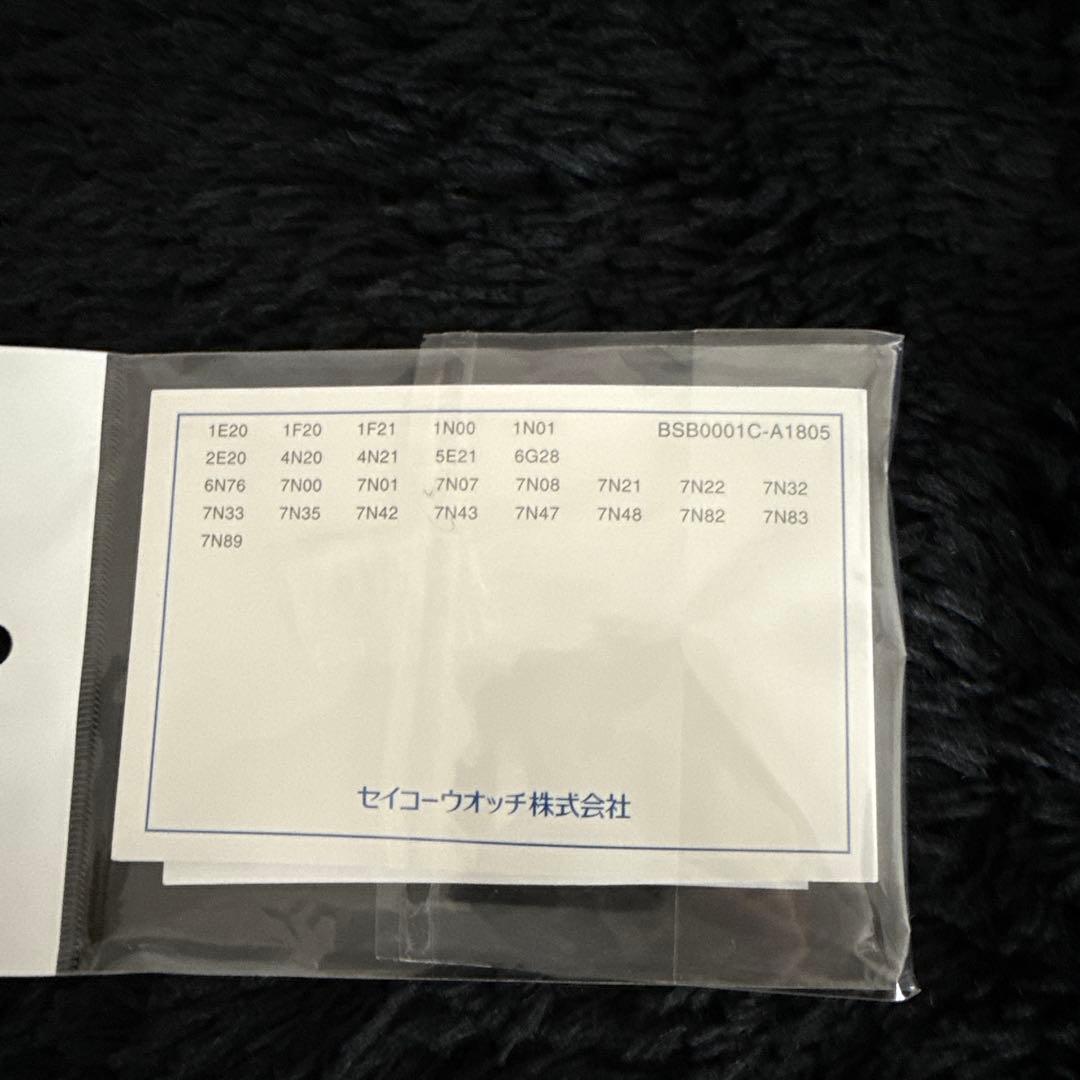 1E20 1F20 1F21 1N00 1N01 BSB0001C-A1805
2E20 4N20 4N21 5E21 6G28
6N76 7N00 7N01 7N07 7N08 7N21 7N22 7N32
7N33 7N35 7N42 7N43 7N47 7N48 7N82 7N83
7N89
セイコーウオッチ株式会社